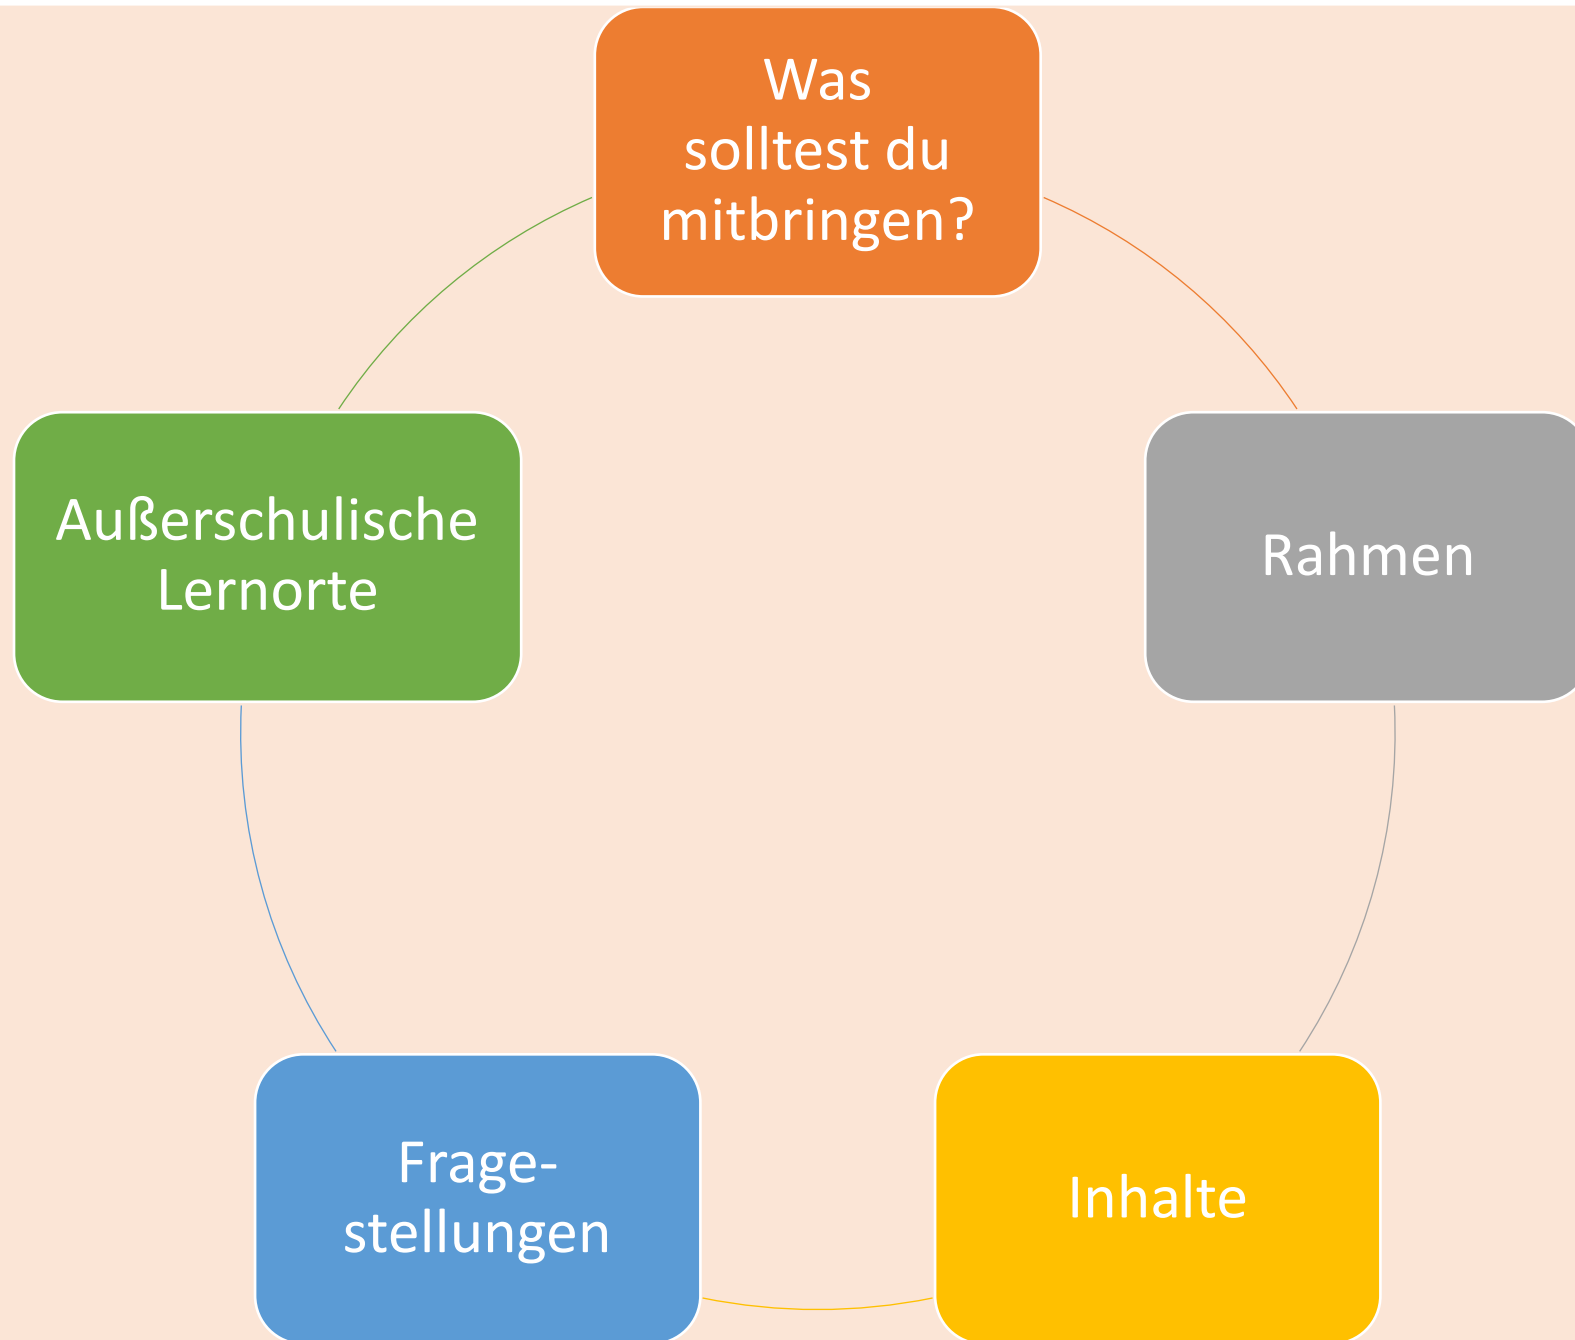 Was
solltest du
mitbringen?
Außerschulische
Lernorte
Rahmen
Frage-
stellungen
Inhalte